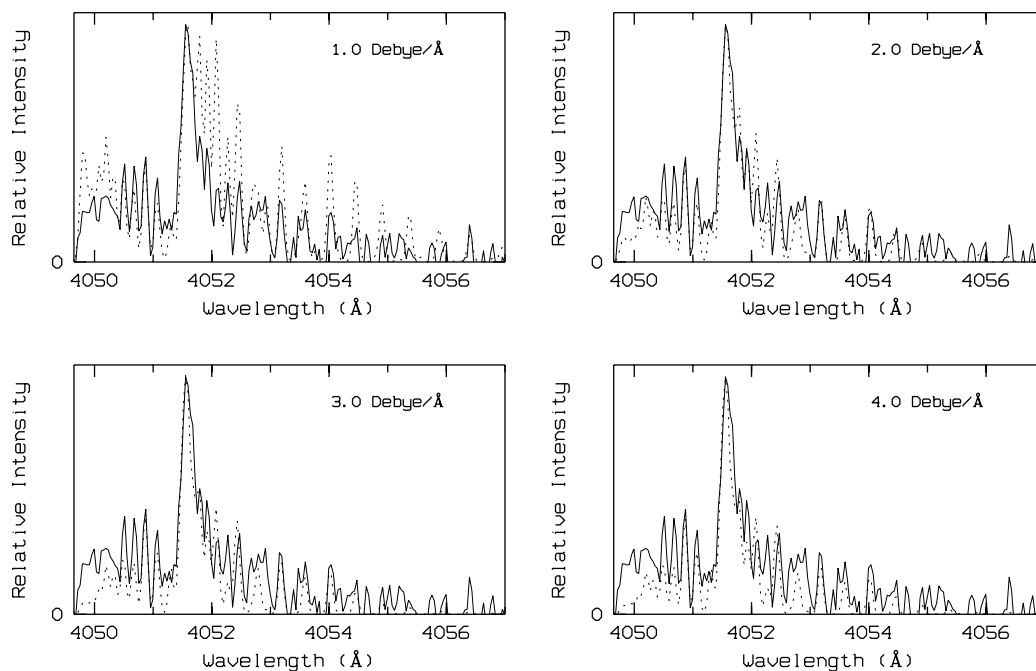 Relative Intensity
1.0 Debye/Å
0
4050 4052 4054 4056
Wavelength (Å)
Relative Intensity
2.0 Debye/Å
0
4050 4052 4054 4056
Wavelength (Å)
Relative Intensity
3.0 Debye/Å
0
4050 4052 4054 4056
Wavelength (Å)
Relative Intensity
4.0 Debye/Å
0
4050 4052 4054 4056
Wavelength (Å)